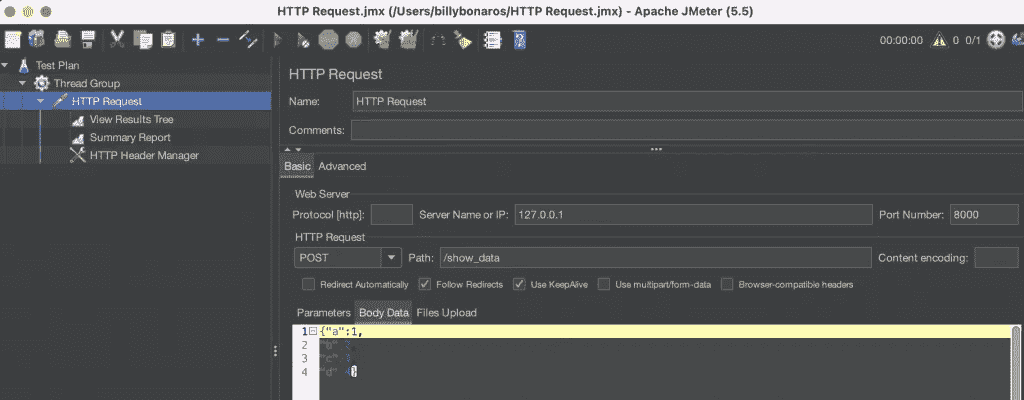 HTTP Request.jmx (/Users/billybonaros/HTTP Request.jmx) - Apache JMeter (5.5)
00:00:00 0 0/1
Test Plan
Thread Group
HTTP Request
View Results Tree
Summary Report
HTTP Header Manager
HTTP Request
Name: HTTP Request
Comments:
Basic Advanced
Web Server
Protocol [http]: Server Name or IP: 127.0.0.1 Port Number: 8000
HTTP Request
POST Path: /show_data Content encoding:
Redirect Automatically Follow Redirects Use KeepAlive Use multipart/form-data Browser-compatible headers
Parameters Body Data Files Upload
1 {"a":1,
2 "b"
3 "c"
4 "d" }